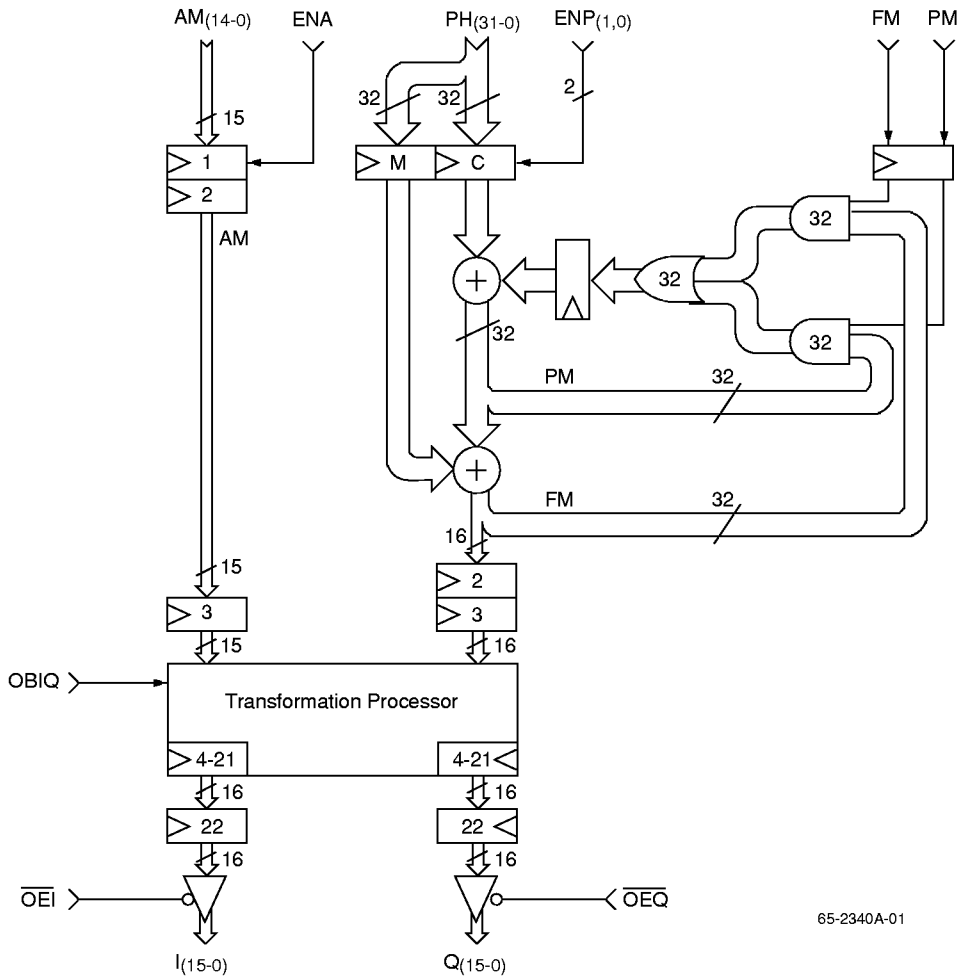 AM(14-0) ENA PH(31-0) ENP(1,0) FM PM
32 32 2
15
1 M C
2 32
AM
+ 32
32 32
PM 32
+
FM 32
16
15 2
3 3
15 16
OBIQ
Transformation Processor
4-21 4-21
16 16
22 22
16 16
OEI OEQ
65-2340A-01
I(15-0) Q(15-0)